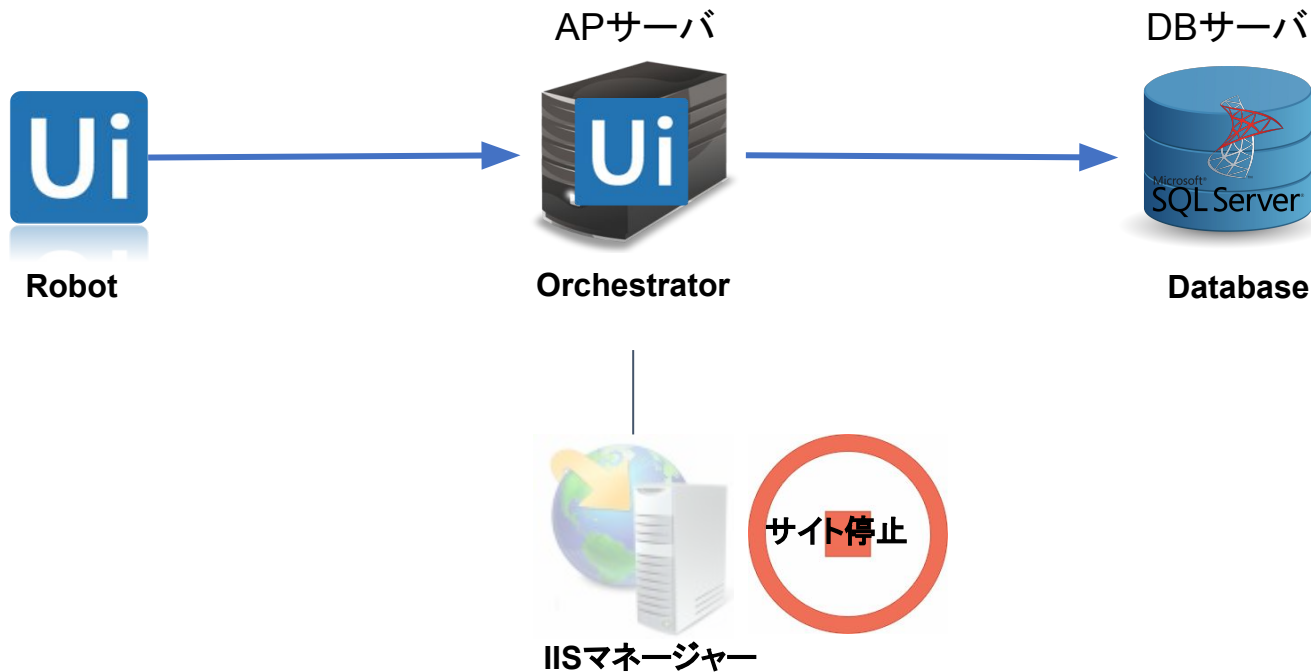 APサーバ
DBサーバ
Ui
Ui
Microsoft®
SQL Server
Robot
Orchestrator
Database
サイト停止
IISマネージャー